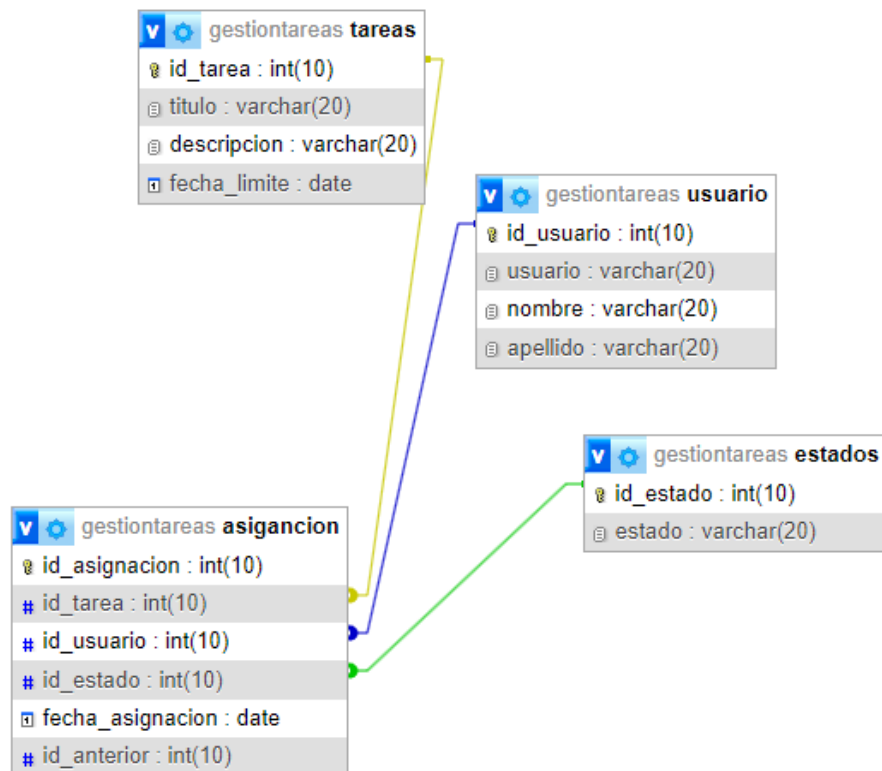 v gestiontareas tareas
id_tarea : int(10)
titulo : varchar(20)
descripcion : varchar(20)
fecha_limite : date
v gestiontareas usuario
id_usuario : int(10)
usuario : varchar(20)
nombre : varchar(20)
apellido : varchar(20)
v gestiontareas estados
id_estado : int(10)
estado : varchar(20)
v gestiontareas asigancion
id_asignacion : int(10)
# id_tarea : int(10)
# id_usuario : int(10)
# id_estado : int(10)
fecha_asignacion : date
# id_anterior : int(10)